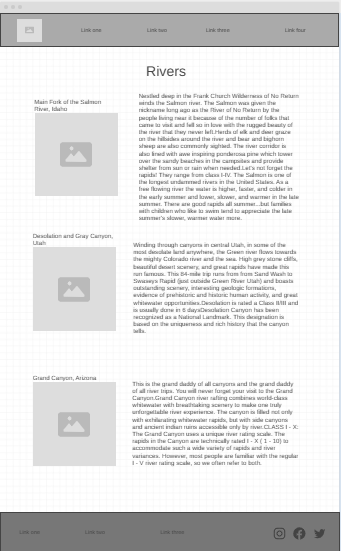 Link one
Link two
Link three
Link four
Rivers
Main Fork of the Salmon
River, Idaho
Nestled deep in the Frank Church Wilderness of No Return
winds the Salmon river. The Salmon was given the
nickname long ago as the River of No Return by the
people living near it because of the number of folks that
came to visit and fell so in love with the rugged beauty of
the river that they never left.Herds of elk and deer graze
on the hillsides around the river and bear and bighorn
sheep are also commonly sighted. The river corridor is
also lined with awe inspiring ponderosa pine which tower
over the sandy beaches in the campsites and provide
shelter from sun or rain when needed.Let's not forget the
rapids! They range from class I-IV. The Salmon is one of
the longest undammed rivers in the United States. As a
free flowing river the water is higher, faster, and colder in
the early summer and lower, slower, and warmer in the late
summer. There are good rapids all summer...but families
with children who like to swim tend to appreciate the late
summer's slower, warmer water more.
Desolation and Gray Canyon,
Utah
Winding through canyons in central Utah, in some of the
most desolate land anywhere, the Green river flows towards
the mighty Colorado river and the sea. High grey stone cliffs,
beautiful desert scenery, and great rapids have made this
run famous. This 84-mile trip runs from from Sand Wash to
Swaseys Rapid (just outside Green River Utah) and boasts
outstanding scenery, interesting geologic formations,
evidence of prehistoric and historic human activity, and great
whitewater opportunities.Desolation is rated a Class II/III and
is usually done in 6 daysDesolation Canyon has been
recognized as a National Landmark. This designation is
based on the uniqueness and rich history that the canyon
tells.
Grand Canyon, Arizona
This is the grand daddy of all canyons and the grand daddy
of all river trips. You will never forget your visit to the Grand
Canyon.Grand Canyon river rafting combines world-class
whitewater with breathtaking scenery to make one truly
unforgettable river experience. The canyon is filled not only
with exhilarating whitewater rapids, but with side canyons
and ancient indian ruins accessible only by river.CLASS I - X.
The Grand Canyon uses a unique river rating scale. The
rapids in the Canyon are technically rated I - X ( 1 - 10) to
accommodate such a wide variety of rapids and river
variances. However, most people are familiar with the regular
I - V river rating scale, so we often refer to both.
Link one
Link two
Link three